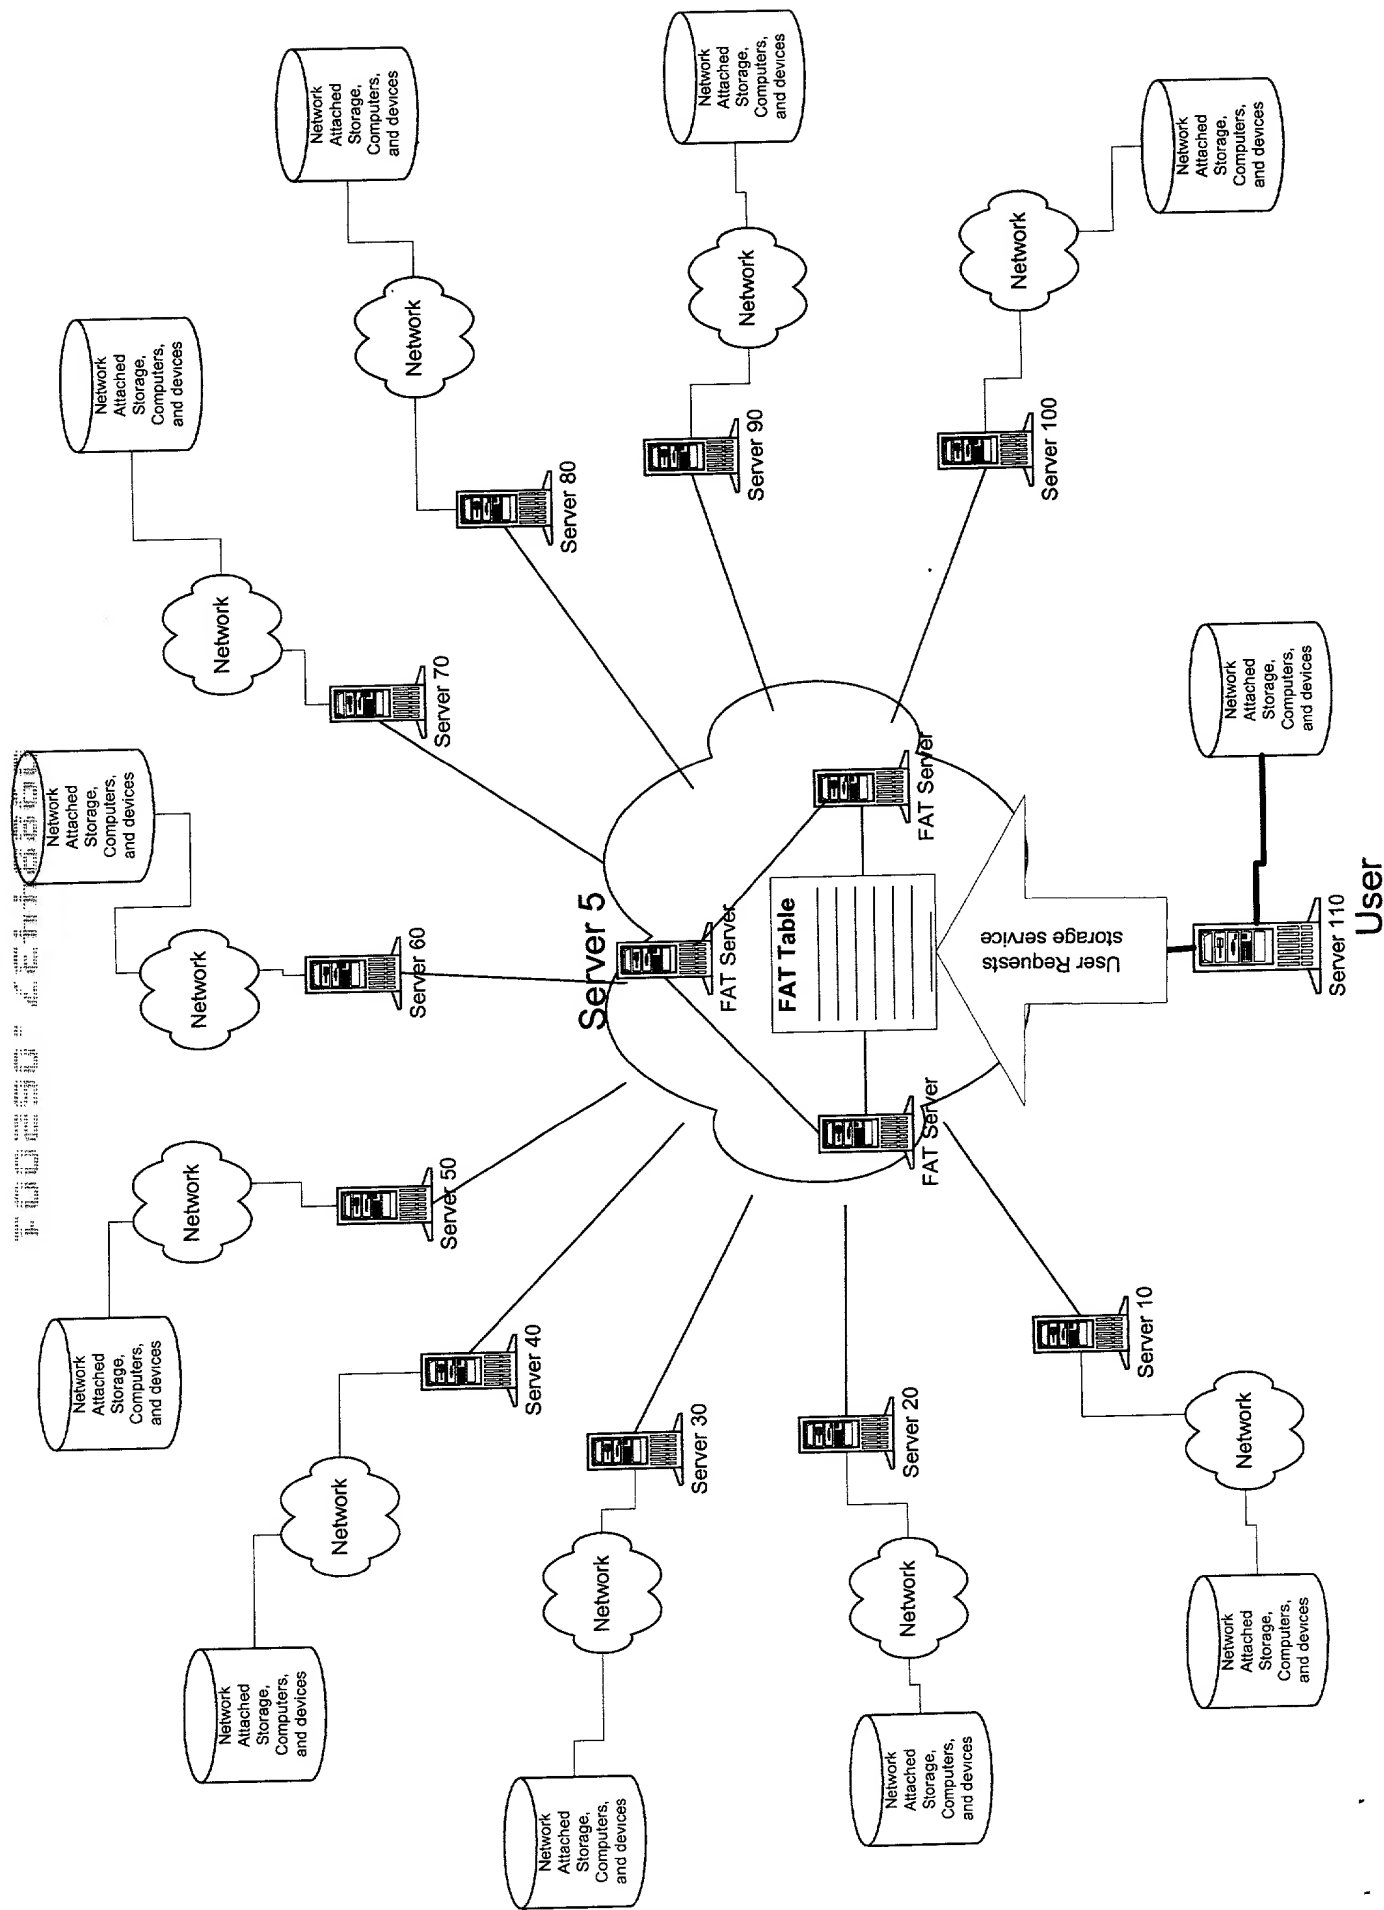 Network
Attached
Storage,
Computers,
and devices
Network
Server 60
Network
Attached
Storage,
Computers,
and devices
Network
Server 50
Network
Attached
Storage,
Computers,
and devices
Network
Server 70
Network
Attached
Storage,
Computers,
and devices
Network
Server 40
Network
Attached
Storage,
Computers,
and devices
Network
Server 80
Network
Attached
Storage,
Computers,
and devices
Network
Server 30
Server 5
FAT Server
Network
Attached
Storage,
Computers,
and devices
Network
Server 90
Network
Attached
Storage,
Computers,
and devices
Network
Server 20
FAT Table
FAT Server
FAT Server
Network
Attached
Storage,
Computers,
and devices
Network
Server 100
User Requests
storage service
Network
Attached
Storage,
Computers,
and devices
Network
Server 10
Network
Attached
Storage,
Computers,
and devices
Server 110
User